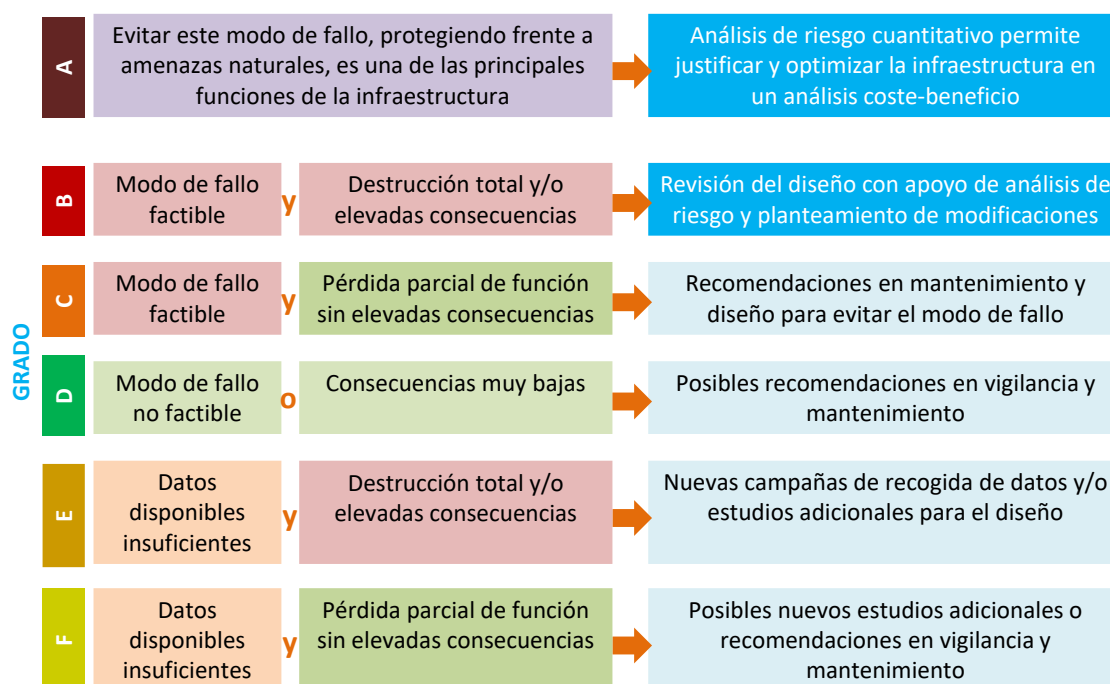 GRADO
A
Evitar este modo de fallo, protegiendo frente a
amenazas naturales, es una de las principales
funciones de la infraestructura
Análisis de riesgo cuantitativo permite
justificar y optimizar la infraestructura en
un análisis coste-beneficio
B
Modo de fallo
factible
y
Destrucción total y/o
elevadas consecuencias
Revisión del diseño con apoyo de análisis de
riesgo y planteamiento de modificaciones
C
Modo de fallo
factible
y
Pérdida parcial de función
sin elevadas consecuencias
Recomendaciones en mantenimiento y
diseño para evitar el modo de fallo
D
Modo de fallo
no factible
o
Consecuencias muy bajas
Posibles recomendaciones en vigilancia y
mantenimiento
E
Datos
disponibles
insuficientes
y
Destrucción total y/o
elevadas consecuencias
Nuevas campañas de recogida de datos y/o
estudios adicionales para el diseño
F
Datos
disponibles
insuficientes
y
Pérdida parcial de función
sin elevadas consecuencias
Posibles nuevos estudios adicionales o
recomendaciones en vigilancia y
mantenimiento